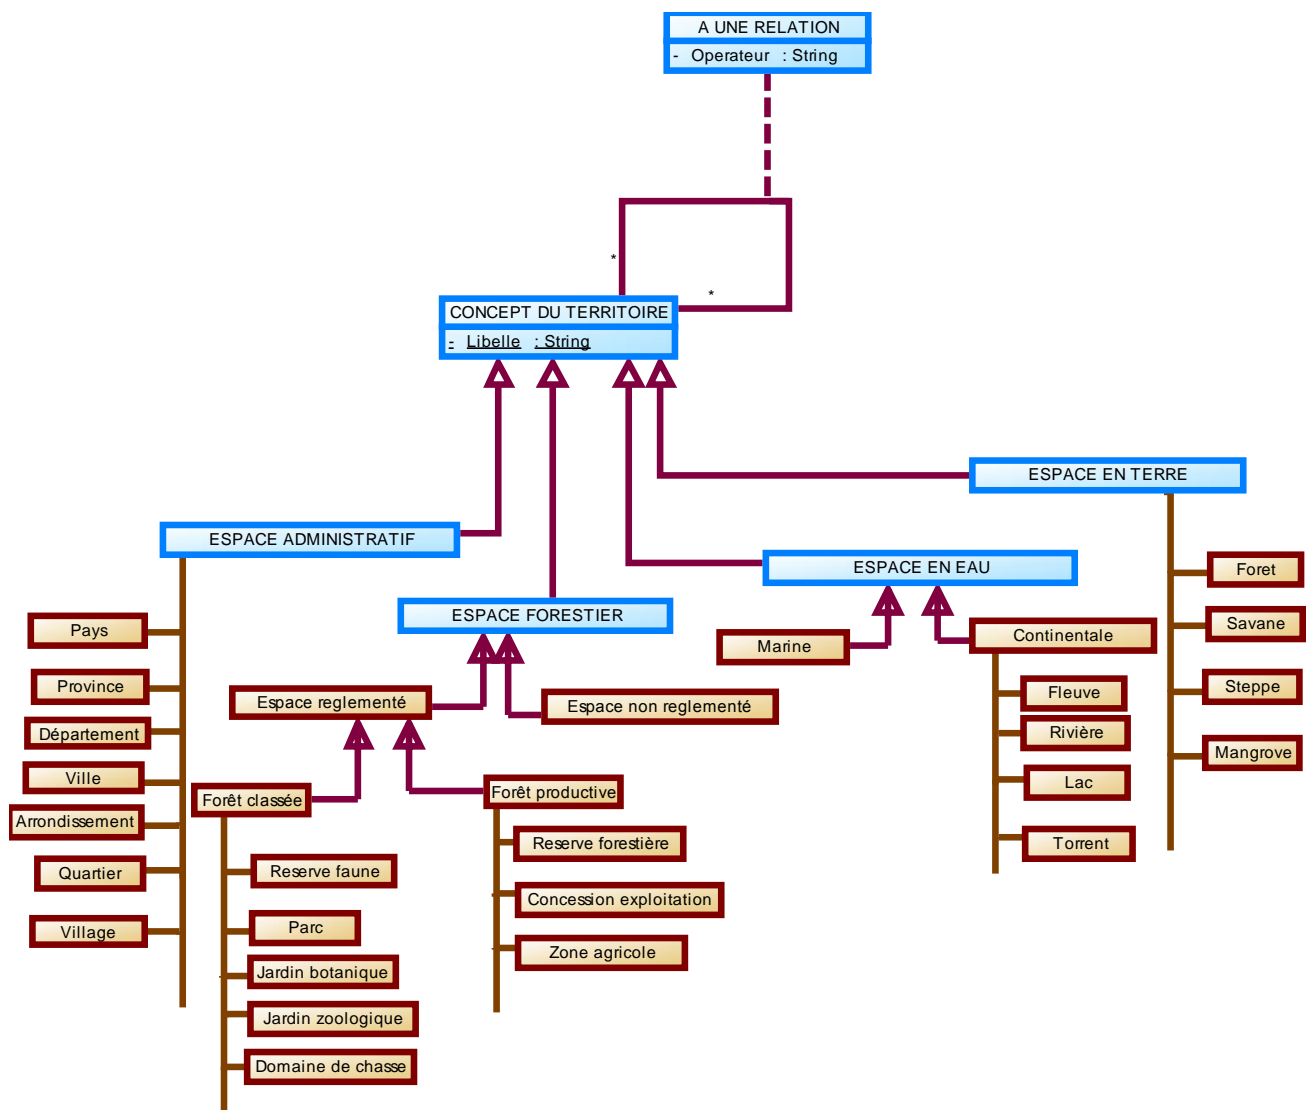 A UNE RELATION
- Operateur : String
*
*
CONCEPT DU TERRITOIRE
- Libelle : String
ESPACE EN TERRE
ESPACE ADMINISTRATIF
ESPACE EN EAU
ESPACE FORESTIER
Foret
Savane
Steppe
Mangrove
Marine
Continentale
Fleuve
Rivière
Lac
Torrent
Pays
Province
Département
Ville
Arrondissement
Quartier
Village
Espace reglementé
Espace non reglementé
Forêt classée
Forêt productive
Reserve faune
Parc
Jardin botanique
Jardin zoologique
Domaine de chasse
Reserve forestière
Concession exploitation
Zone agricole